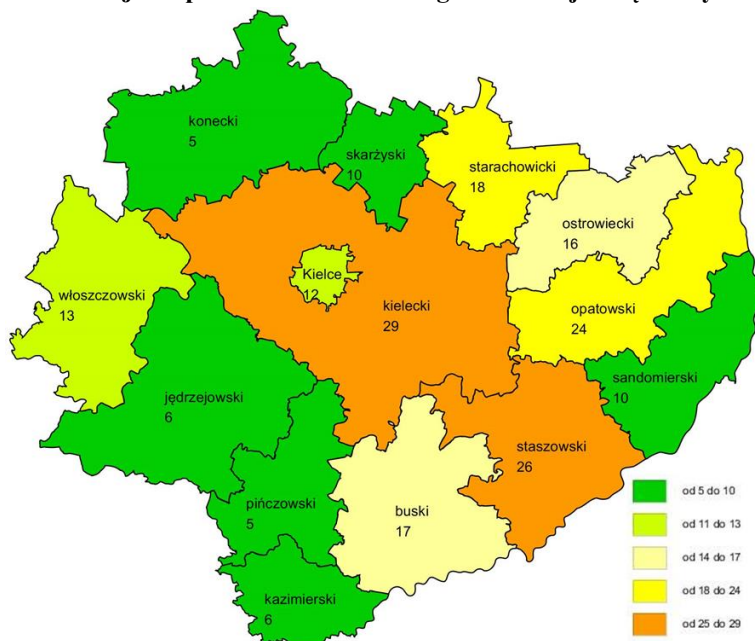 konecki
5
skarżyski
10
starachowicki
18
ostrowiecki
16
Kielce
12
włoszczowski
13
kielecki
29
opatowski
24
sandomierski
10
jędrzejowski
6
staszowski
26
pińczowski
5
buski
17
kazimierski
6
od 5 do 10
od 11 do 13
od 14 do 17
od 18 do 24
od 25 do 29